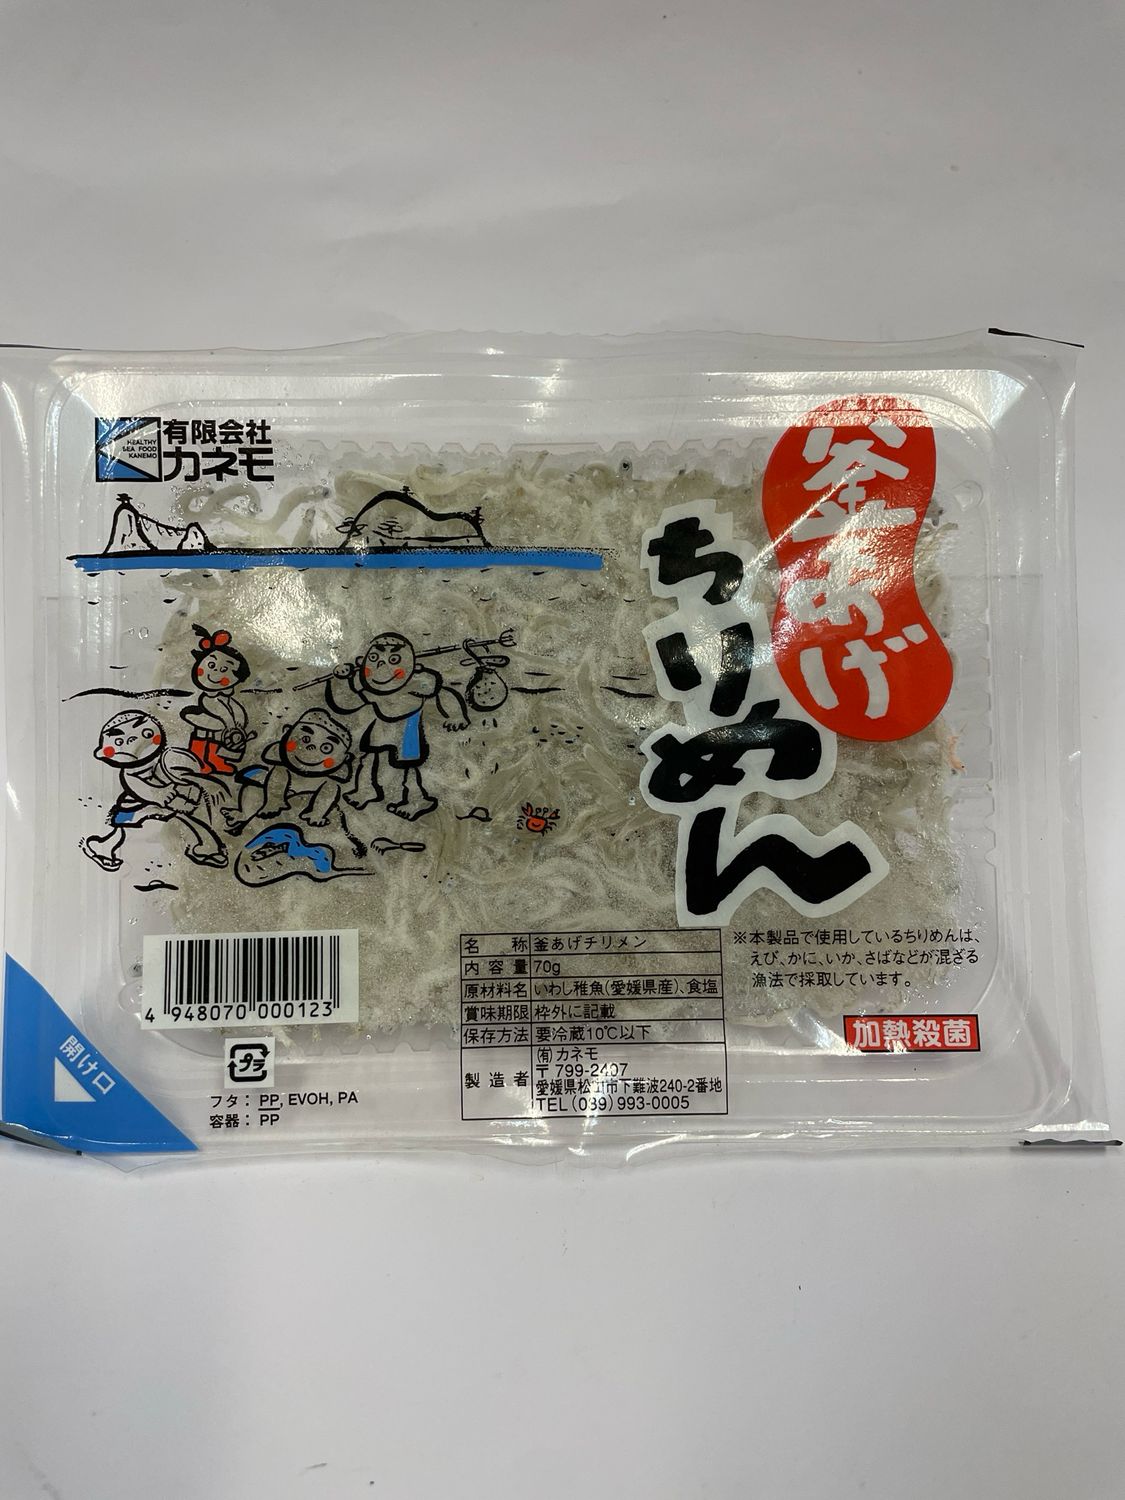 有限会社
カネモ
HEALTHY
SEA FOOD
KANEMO
釜あげ
ちりめん
4 948070 000123
プラ
フタ：PP, EVOH, PA
容器：PP
開け口
名称 釜あげチリメン
内容量 70g
原材料名 いわし稚魚(愛媛県産)、食塩
賞味期限 枠外に記載
保存方法 要冷蔵10℃以下
製造者 ㈲カネモ
〒799-2407
愛媛県松山市下難波240-2番地
TEL(089)993-0005
※本製品で使用しているちりめんは、
えび、かに、いか、さばなどが混ざる
漁法で採取しています。
加熱殺菌